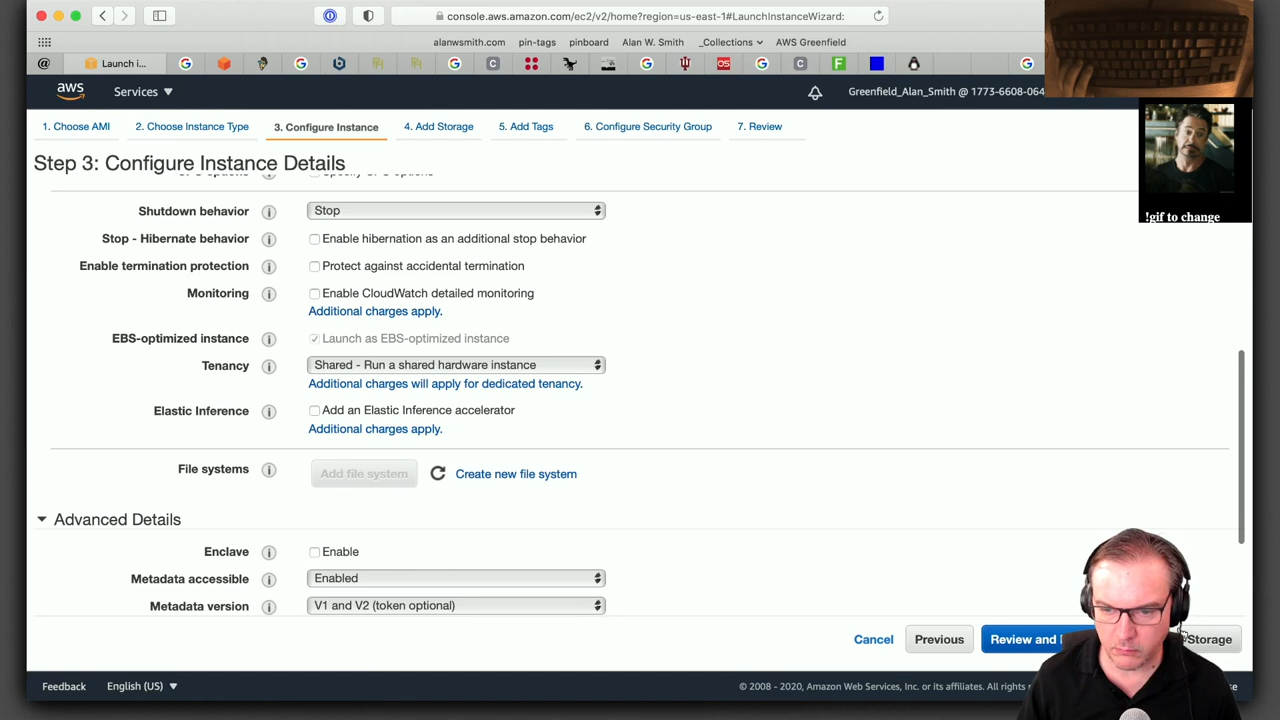 console.aws.amazon.com/ec2/v2/home?region=us-east-1#LaunchInstanceWizard:
alanwsmith.com pin-tags pinboard Alan W. Smith _Collections AWS Greenfield
@ Launch i...
aws Services Greenfield_Alan_Smith @ 1773-6608-064
1. Choose AMI 2. Choose Instance Type 3. Configure Instance 4. Add Storage 5. Add Tags 6. Configure Security Group 7. Review
Step 3: Configure Instance Details
!gif to change
Shutdown behavior Stop
Stop - Hibernate behavior Enable hibernation as an additional stop behavior
Enable termination protection Protect against accidental termination
Monitoring Enable CloudWatch detailed monitoring
Additional charges apply.
EBS-optimized instance Launch as EBS-optimized instance
Tenancy Shared - Run a shared hardware instance
Additional charges will apply for dedicated tenancy.
Elastic Inference Add an Elastic Inference accelerator
Additional charges apply.
File systems Add file system Create new file system
Advanced Details
Enclave Enable
Metadata accessible Enabled
Metadata version V1 and V2 (token optional)
Cancel Previous Review and Storage
Feedback English (US) © 2008 - 2020, Amazon Web Services, Inc. or its affiliates. All rights